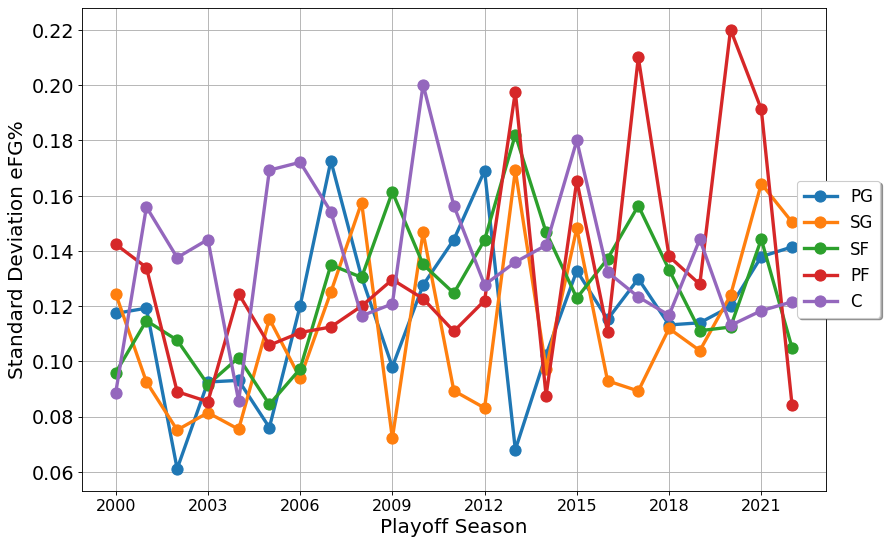 Standard Deviation eFG%
0.22
0.20
0.18
0.16
0.14
0.12
0.10
0.08
0.06
2000 2003 2006 2009 2012 2015 2018 2021
Playoff Season
PG
SG
SF
PF
C